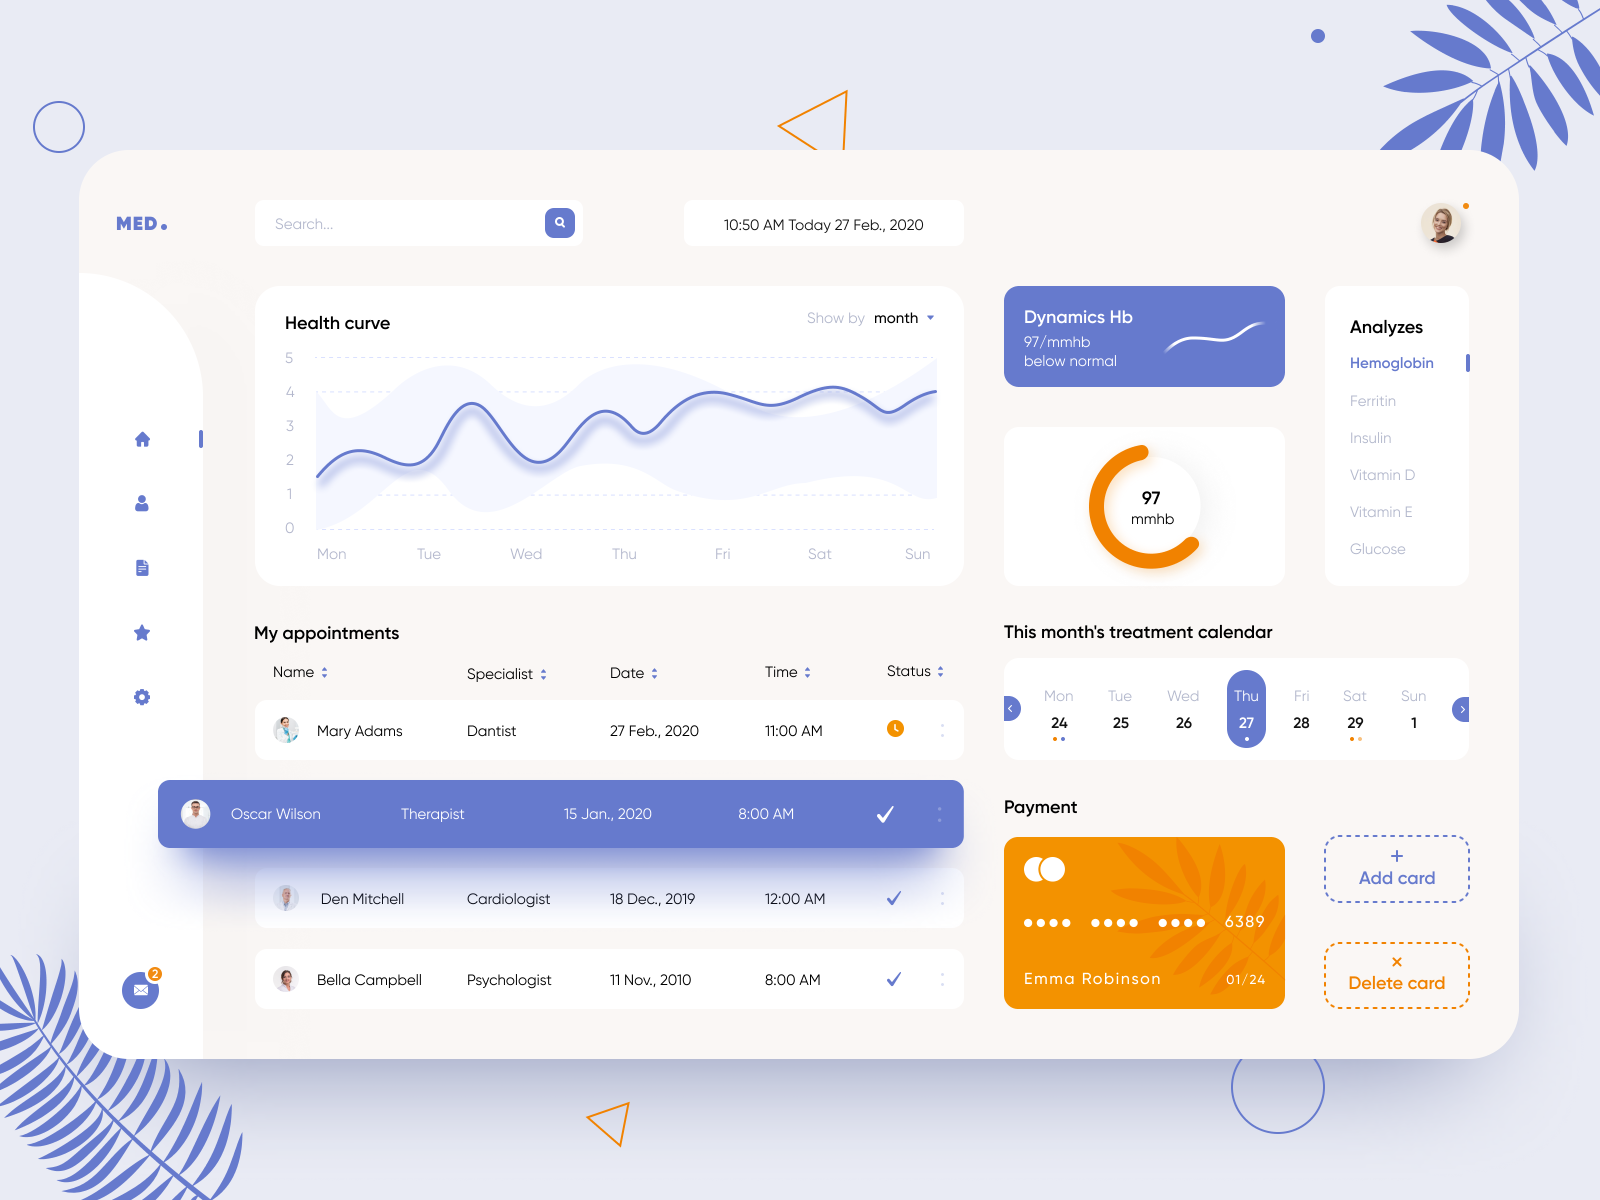 MED.
Search...
10:50 AM Today 27 Feb., 2020
Health curve
Show by month
5
4
3
2
1
0
Mon Tue Wed Thu Fri Sat Sun
Dynamics Hb
97/mmhb
below normal
97
mmhb
Analyzes
Hemoglobin
Ferritin
Insulin
Vitamin D
Vitamin E
Glucose
My appointments
Name Specialist Date Time Status
Mary Adams Dantist 27 Feb., 2020 11:00 AM
Oscar Wilson Therapist 15 Jan., 2020 8:00 AM
Den Mitchell Cardiologist 18 Dec., 2019 12:00 AM
Bella Campbell Psychologist 11 Nov., 2010 8:00 AM
2
This month's treatment calendar
Mon Tue Wed Thu Fri Sat Sun
24 25 26 27 28 29 1
Payment
6389
Emma Robinson 01/24
Add card
Delete card